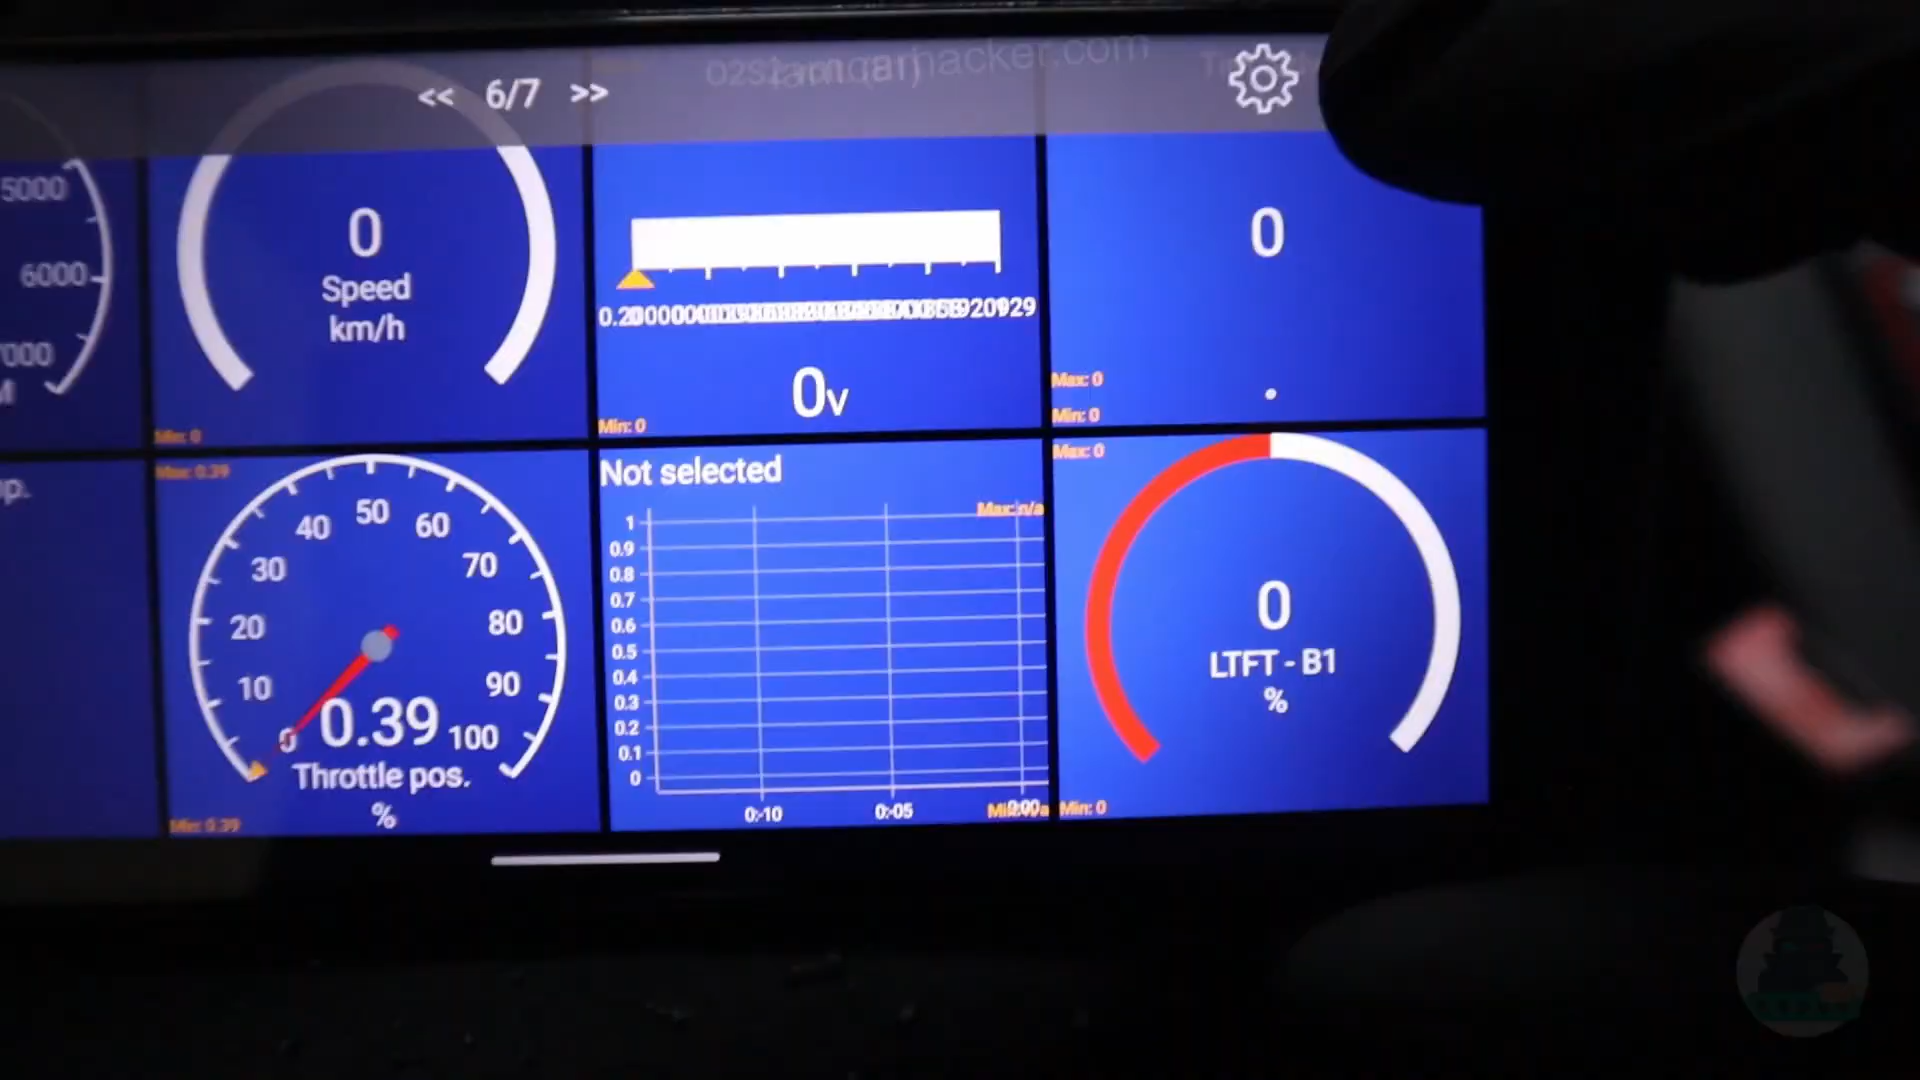 iamcarhacker.com
<< 6/7 >>
5000
6000
0
Speed
km/h
Min: 0
0v
Min: 0
0
Max: 0
Min: 0
Max: 0.39
0
10
20
30
40
50
60
70
80
90
100
0.39
Throttle pos.
%
Min: 0.39
Not selected
Max: n/a
1
0.9
0.8
0.7
0.6
0.5
0.4
0.3
0.2
0.1
0
0:-10
0:-05
Max: 0
0
LTFT - B1
%
Min: 0